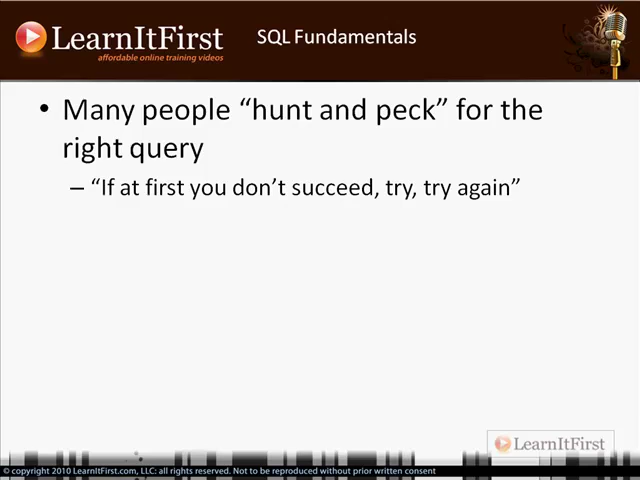 LearnItFirst
affordable online training videos
SQL Fundamentals
• Many people “hunt and peck” for the
right query
– “If at first you don’t succeed, try, try again”
LearnItFirst
© copyright 2010 LearnItFirst.com, LLC: all rights reserved. Not to be reproduced without prior written consent